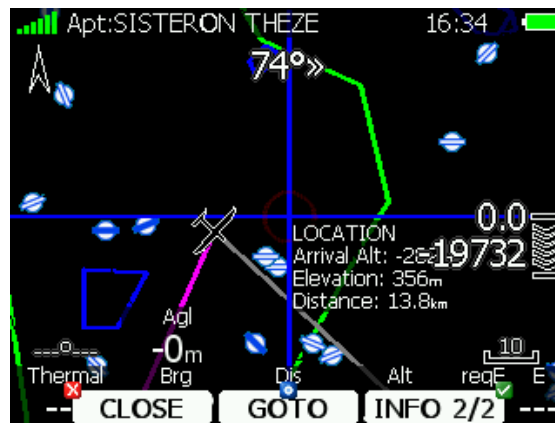 Apt:SISTERON THEZE 16:34
74°»
0.0
LOCATION
Arrival Alt:
-19732
Elevation: 356m
Distance: 13.8km
Agl
-0m
10
Thermal Brg Dis Alt reqE E
CLOSE GOTO INFO 2/2